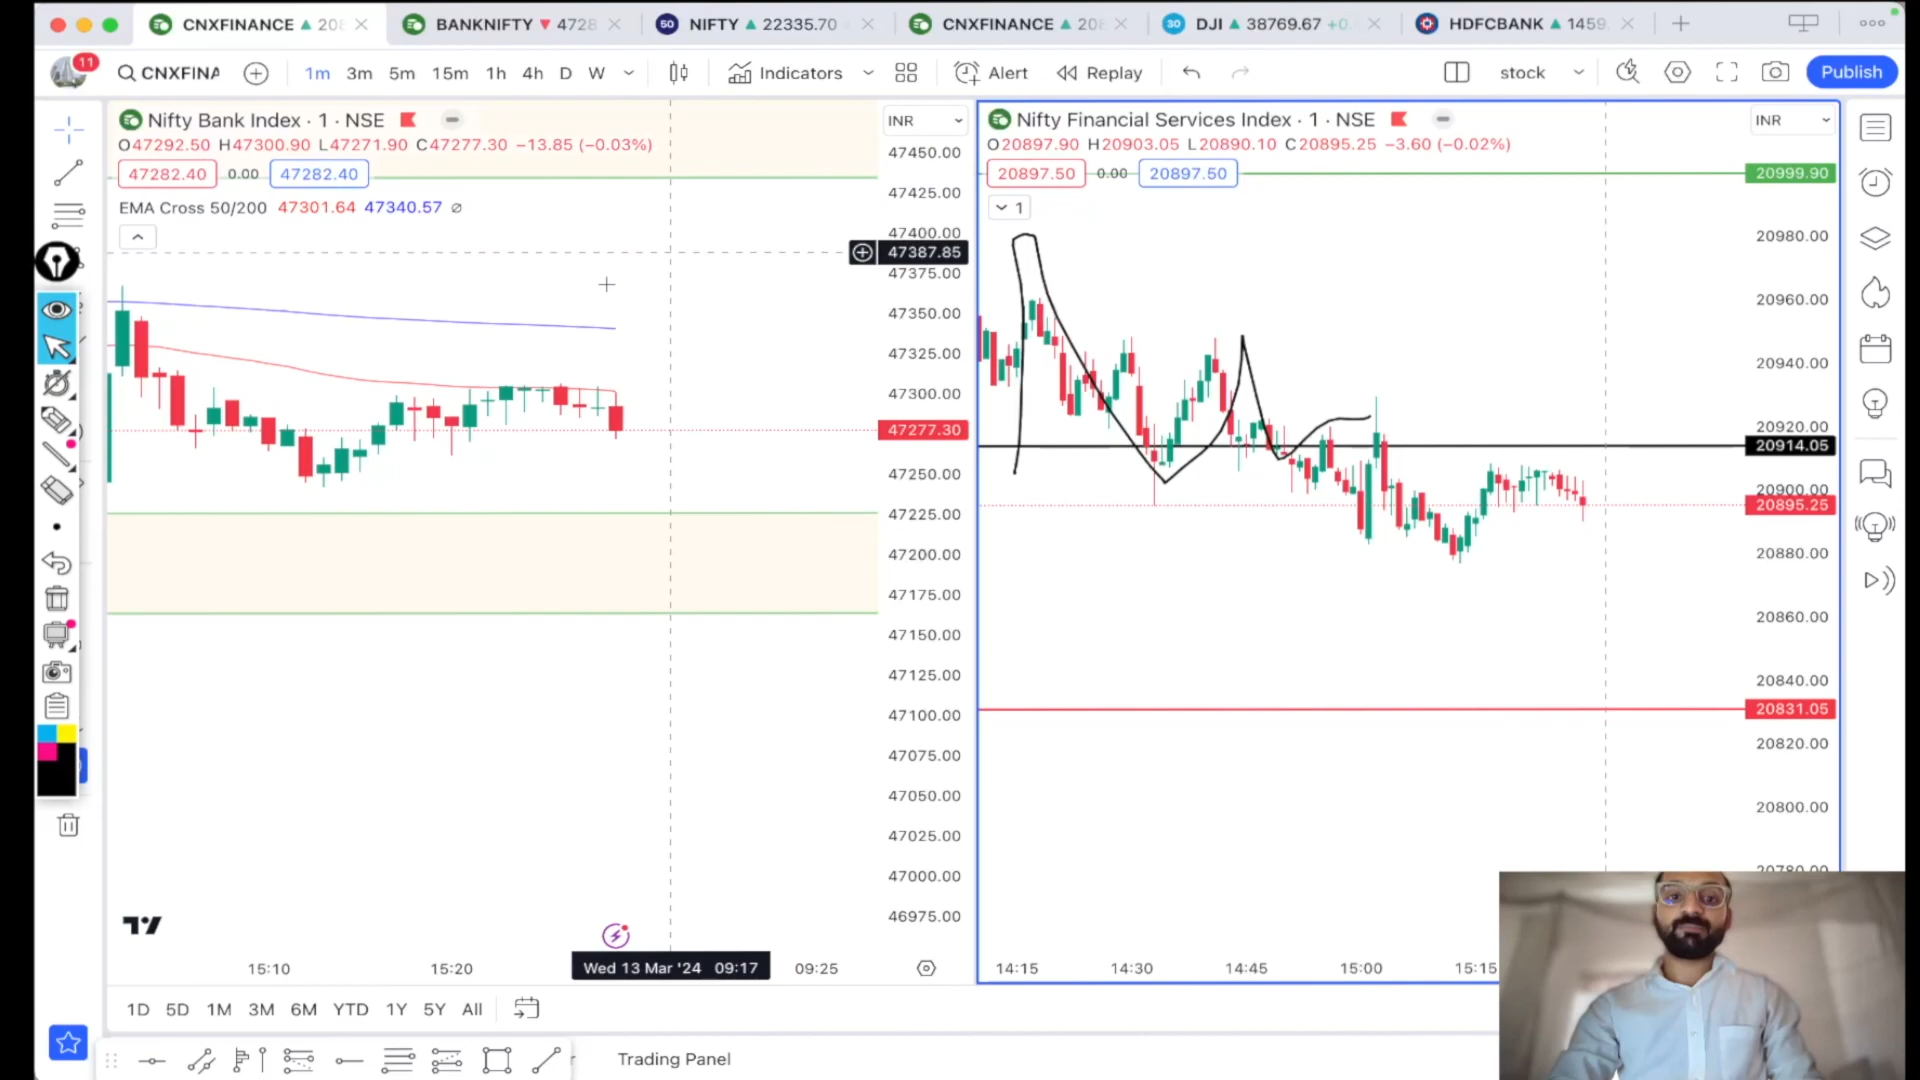 CNXFINANCE 20
BANKNIFTY 4728
50 NIFTY 22335.70
CNXFINANCE 208
30 DJI 38769.67 +0.
HDFCBANK 1459.
11 CNXFINA 1m 3m 5m 15m 1h 4h D W Indicators Alert Replay stock Publish
Nifty Bank Index · 1 · NSE
INR
O47292.50 H47300.90 L47271.90 C47277.30 −13.85 (−0.03%)
47282.40 0.00 47282.40
EMA Cross 50/200 47301.64 47340.57 ∅
47450.00
47425.00
47400.00
47387.85
47375.00
47350.00
47325.00
47300.00
47277.30
47250.00
47225.00
47200.00
47175.00
47150.00
47125.00
47100.00
47075.00
47050.00
47025.00
47000.00
46975.00
15:10 15:20 Wed 13 Mar '24 09:17 09:25
Nifty Financial Services Index · 1 · NSE
INR
O20897.90 H20903.05 L20890.10 C20895.25 −3.60 (−0.02%)
20897.50 0.00 20897.50
1
20999.90
20980.00
20960.00
20940.00
20920.00
20914.05
20900.00
20895.25
20880.00
20860.00
20840.00
20831.05
20820.00
20800.00
20780.00
14:15 14:30 14:45 15:00 15:15
1D 5D 1M 3M 6M YTD 1Y 5Y All
Trading Panel